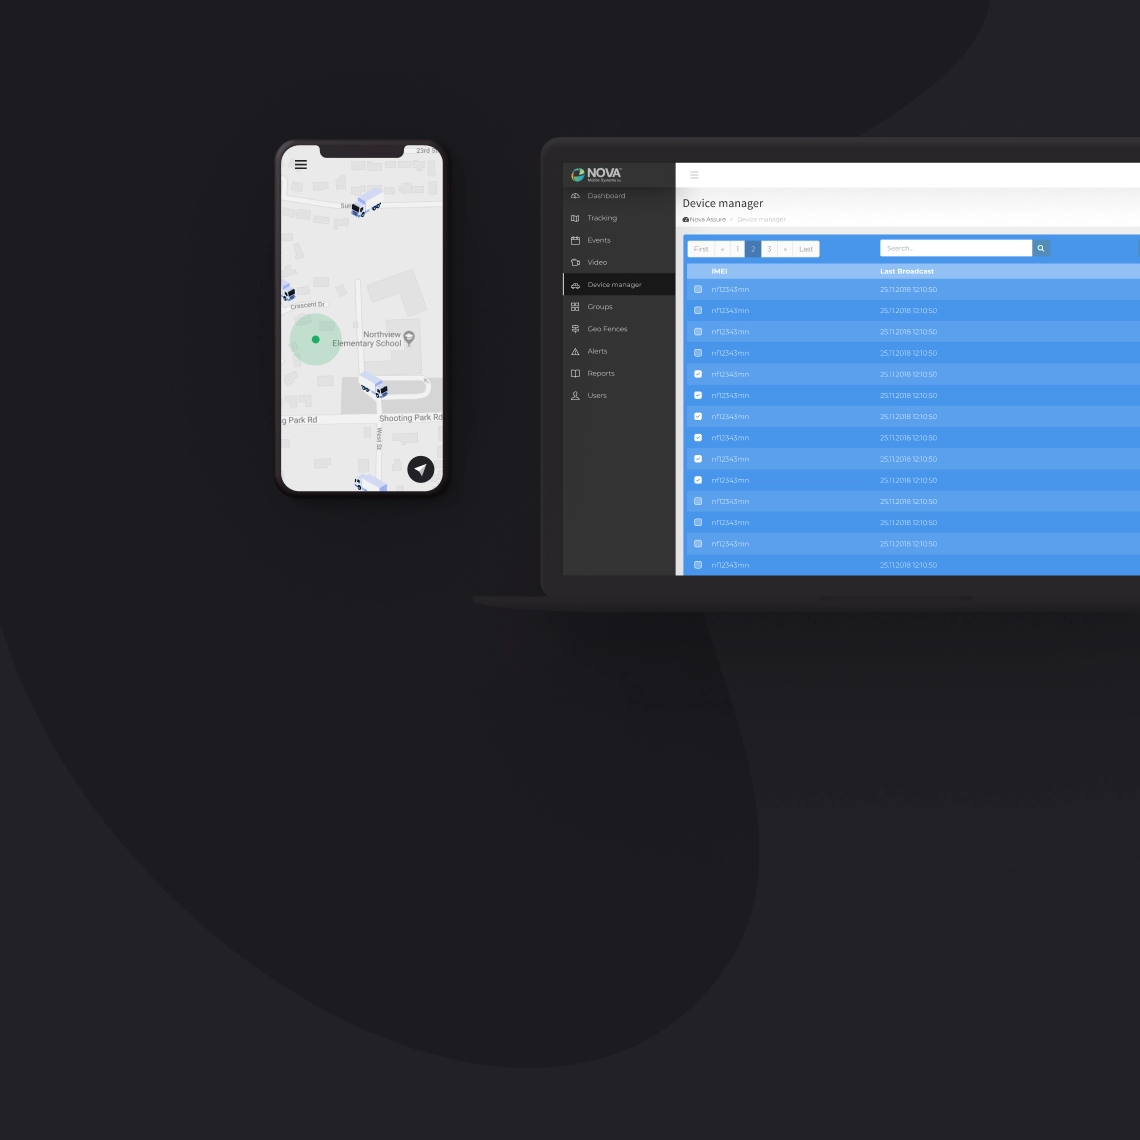 23rd S
Sun
Crescent Dr
Northview
Elementary School
g Park Rd
Shooting Park Rd
West St
NOVA
Mobile Systems Inc.
Dashboard
Tracking
Events
Video
Device manager
Groups
Geo Fences
Alerts
Reports
Users
Device manager
Nova Assure > Device manager
First « 1 2 3 » Last
Search...
IMEI Last Broadcast
nf12343mn 25.11.2018 12:10:50
nf12343mn 25.11.2018 12:10:50
nf12343mn 25.11.2018 12:10:50
nf12343mn 25.11.2018 12:10:50
nf12343mn 25.11.2018 12:10:50
nf12343mn 25.11.2018 12:10:50
nf12343mn 25.11.2018 12:10:50
nf12343mn 25.11.2018 12:10:50
nf12343mn 25.11.2018 12:10:50
nf12343mn 25.11.2018 12:10:50
nf12343mn 25.11.2018 12:10:50
nf12343mn 25.11.2018 12:10:50
nf12343mn 25.11.2018 12:10:50
nf12343mn 25.11.2018 12:10:50